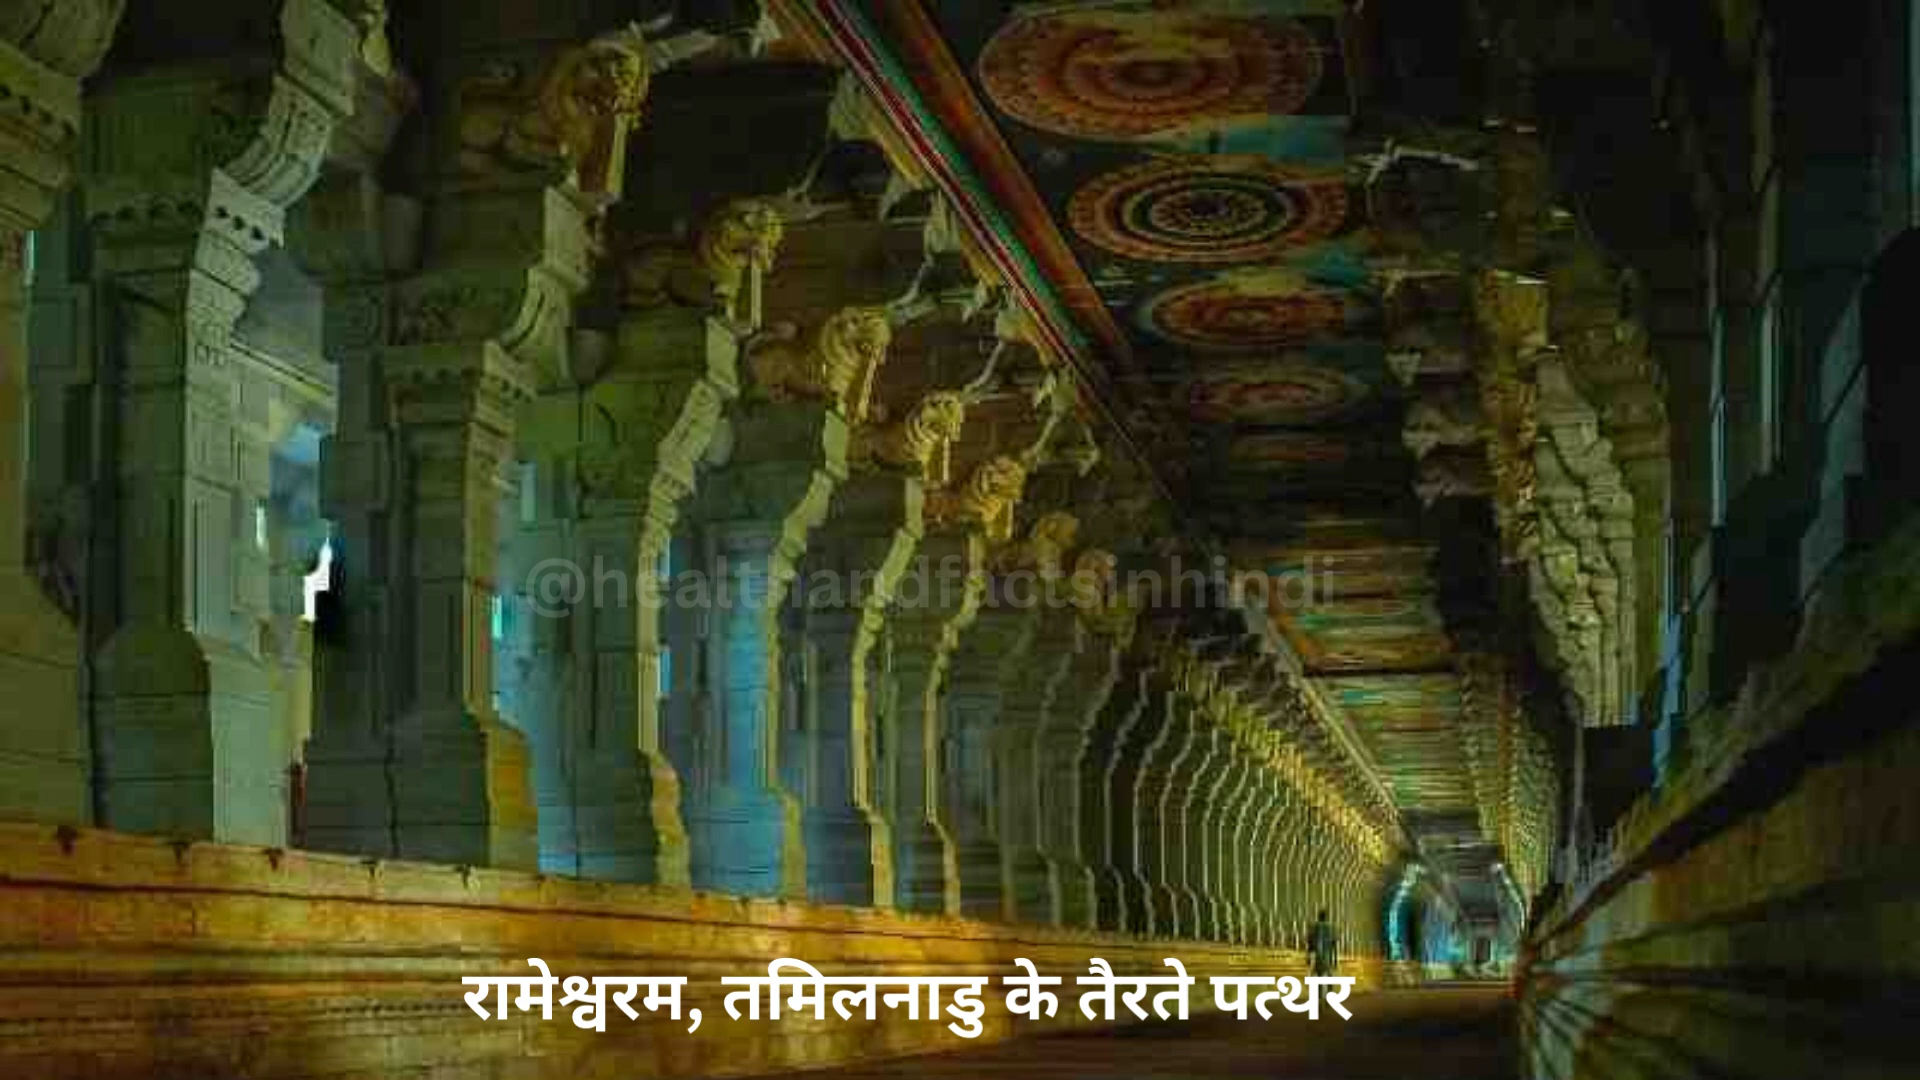 @healthandfactsinhindi
रामेश्वरम, तमिलनाडु के तैरते पत्थर